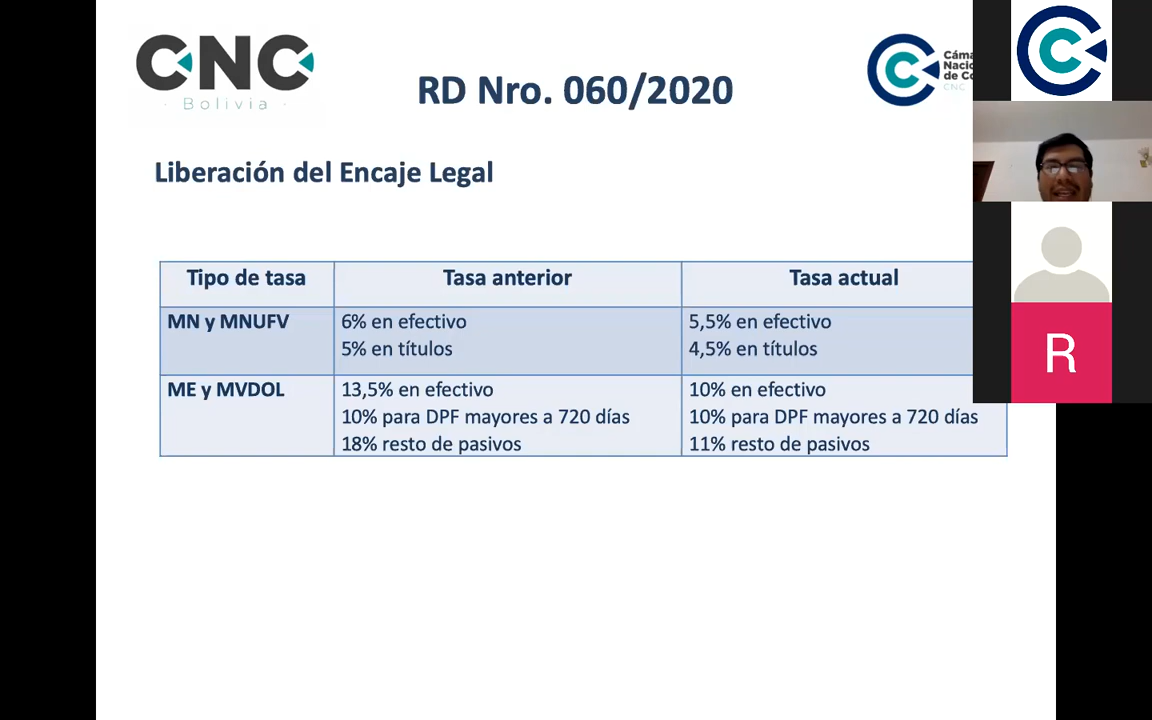 CNC
· Bolivia ·
RD Nro. 060/2020
Liberación del Encaje Legal
Tipo de tasa
Tasa anterior
Tasa actual
MN y MNUFV
6% en efectivo
5% en títulos
5,5% en efectivo
4,5% en títulos
ME y MVDOL
13,5% en efectivo
10% para DPF mayores a 720 días
18% resto de pasivos
10% en efectivo
10% para DPF mayores a 720 días
11% resto de pasivos
de
CNC
R